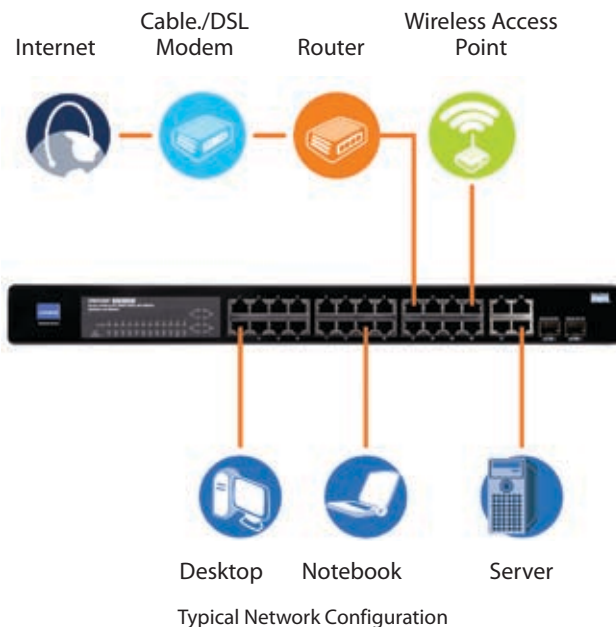 Internet
Cable./DSL
Modem
Router
Wireless Access
Point
Desktop
Notebook
Server
Typical Network Configuration